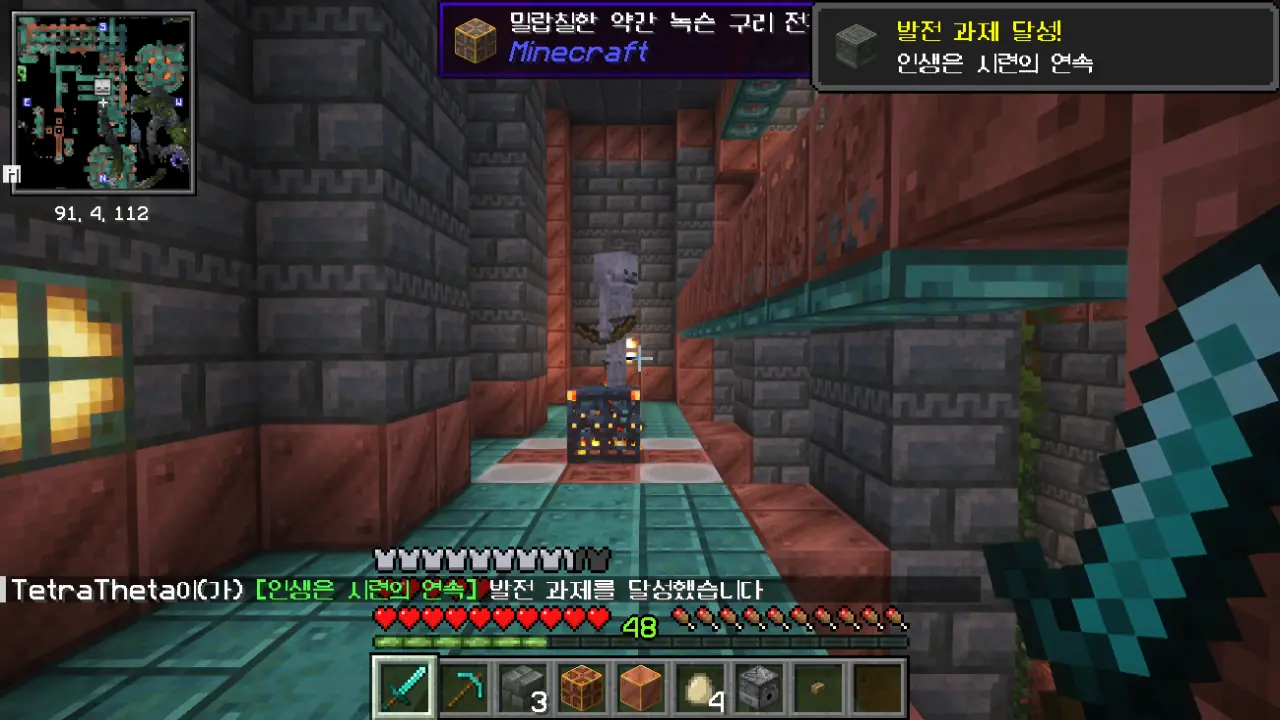 밀랍칠한 약간 녹슨 구리 전
Minecraft
발전 과제 달성!
인생은 시련의 연속
S
E
W
N
91, 4, 112
TetraTheta이(가) [인생은 시련의 연속] 발전 과제를 달성했습니다
48
3
4